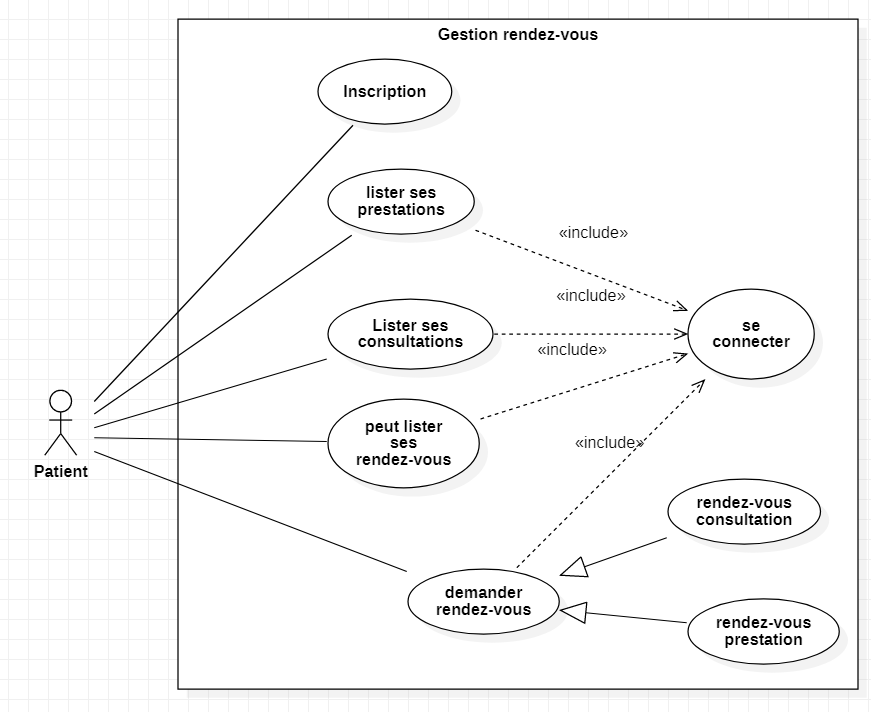 Gestion rendez-vous
Inscription
lister ses
prestations
«include»
«include»
Lister ses
consultations
se
connecter
«include»
peut lister
ses
rendez-vous
«include»
Patient
rendez-vous
consultation
demander
rendez-vous
rendez-vous
prestation